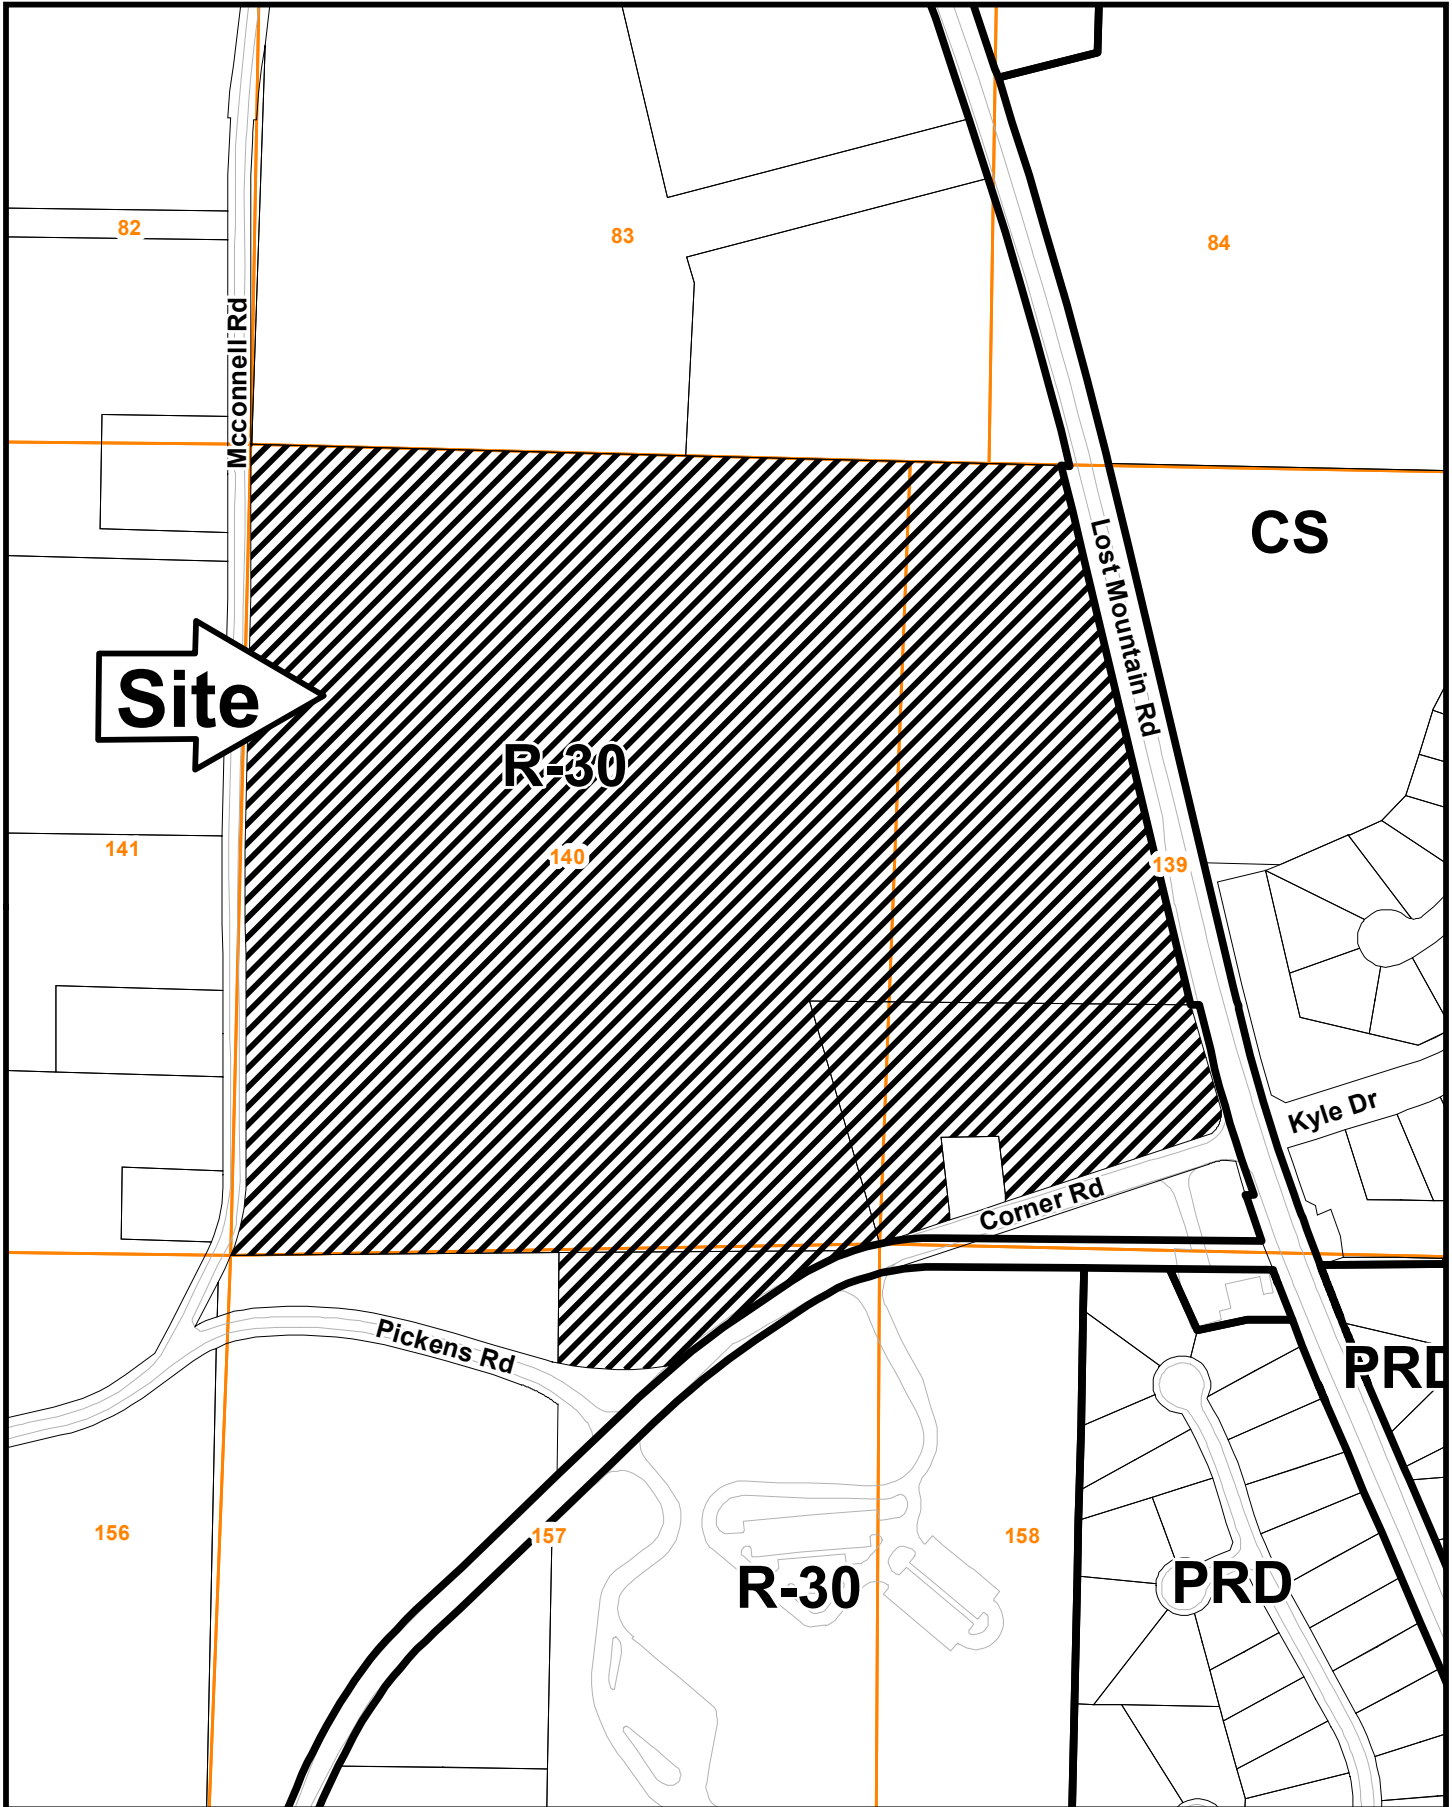 82
83
84
Mcconnell Rd
CS
Lost Mountain Rd
Site
R-30
141
140
139
Kyle Dr
Corner Rd
Pickens Rd
PRD
156
157
158
R-30
PRD